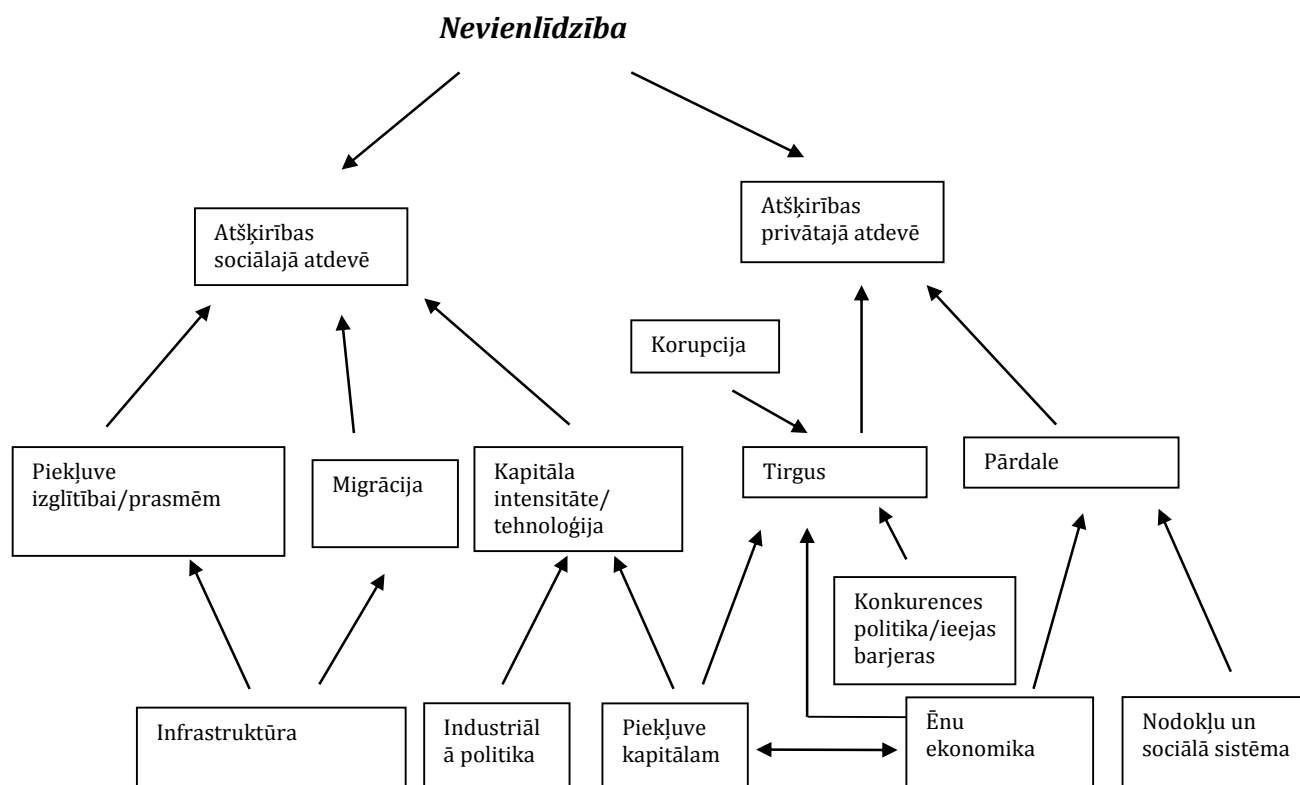 Nevienlīdzība
Atšķirības
sociālajā atdevē
Atšķirības
privātajā atdevē
Korupcija
Piekļuve
izglītībai/prasmēm
Migrācija
Kapitāla
intensitāte/
tehnoloģija
Tirgus
Pārdale
Konkurences
politika/ieejas
barjeras
Infrastruktūra
Industriāl
ā politika
Piekļuve
kapitālam
Ēnu
ekonomika
Nodokļu un
sociālā sistēma